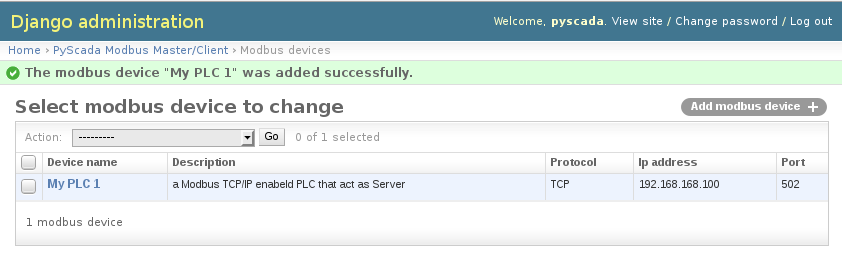 Django administration
Welcome, pyscada. View site / Change password / Log out
Home › PyScada Modbus Master/Client › Modbus devices
The modbus device "My PLC 1" was added successfully.
Select modbus device to change
Add modbus device +
Action: --------- Go 0 of 1 selected
Device name Description Protocol Ip address Port
My PLC 1 a Modbus TCP/IP enabeld PLC that act as Server TCP 192.168.168.100 502
1 modbus device